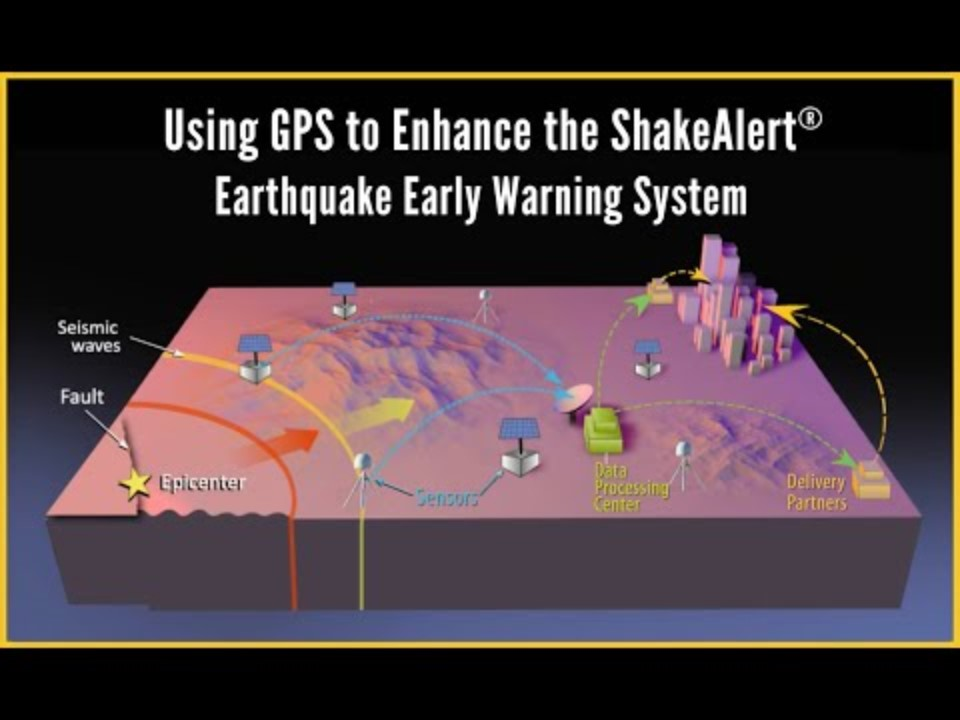 Using GPS to Enhance the ShakeAlert®
Earthquake Early Warning System
Seismic
waves
Fault
Epicenter
Sensors
Data
Processing
Center
Delivery
Partners